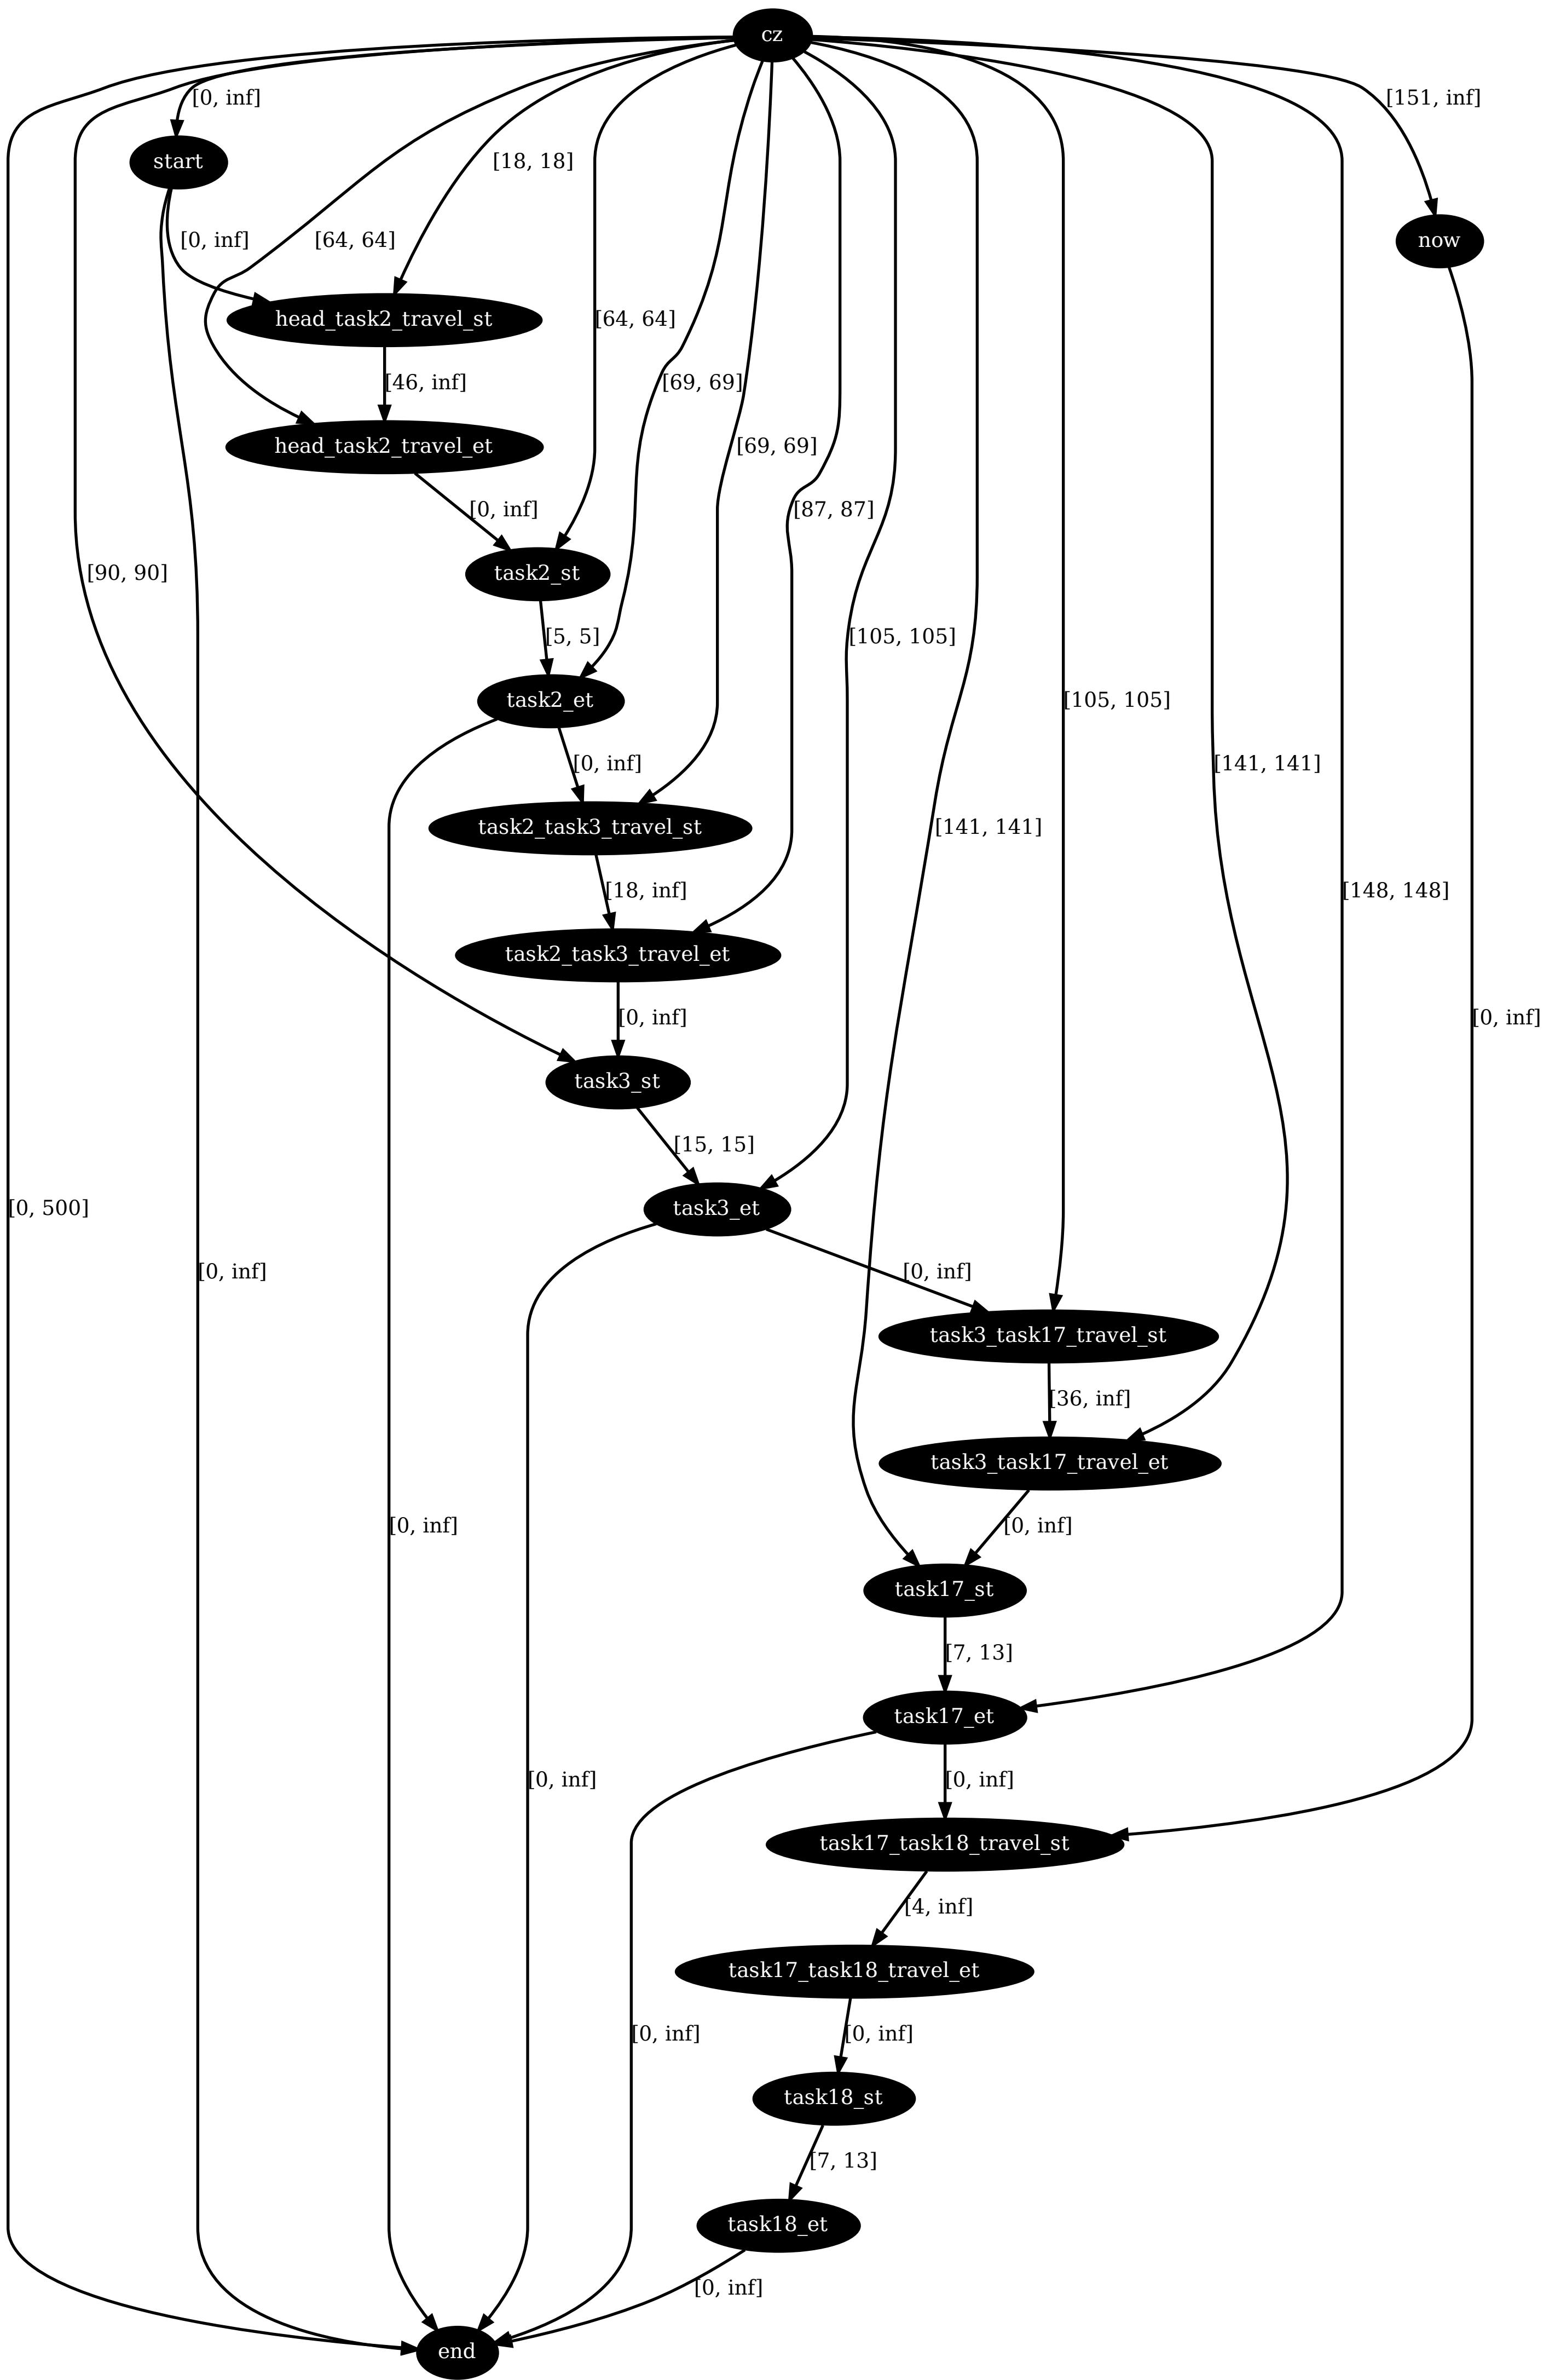 cz
[0, inf]
[151, inf]
start
[18, 18]
[0, inf]
[64, 64]
now
head_task2_travel_st
[64, 64]
[46, inf]
[69, 69]
head_task2_travel_et
[69, 69]
[0, inf]
[87, 87]
[90, 90]
task2_st
[5, 5]
[105, 105]
task2_et
[105, 105]
[0, inf]
[141, 141]
task2_task3_travel_st
[141, 141]
[18, inf]
[148, 148]
task2_task3_travel_et
[0, inf]
[0, inf]
task3_st
[15, 15]
[0, 500]
task3_et
[0, inf]
[0, inf]
task3_task17_travel_st
[36, inf]
task3_task17_travel_et
[0, inf]
[0, inf]
task17_st
[7, 13]
task17_et
[0, inf]
[0, inf]
task17_task18_travel_st
[4, inf]
task17_task18_travel_et
[0, inf]
[0, inf]
task18_st
[7, 13]
task18_et
[0, inf]
end